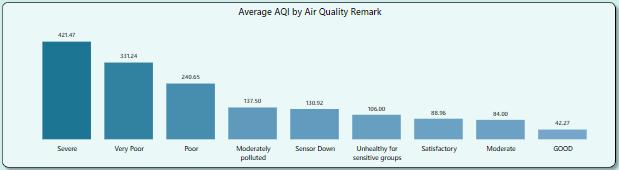 Average AQI by Air Quality Remark
421.47
331.24
240.65
137.50
130.92
106.00
88.96
84.00
42.27
Severe
Very Poor
Poor
Moderately
polluted
Sensor Down
Unhealthy for
sensitive groups
Satisfactory
Moderate
GOOD